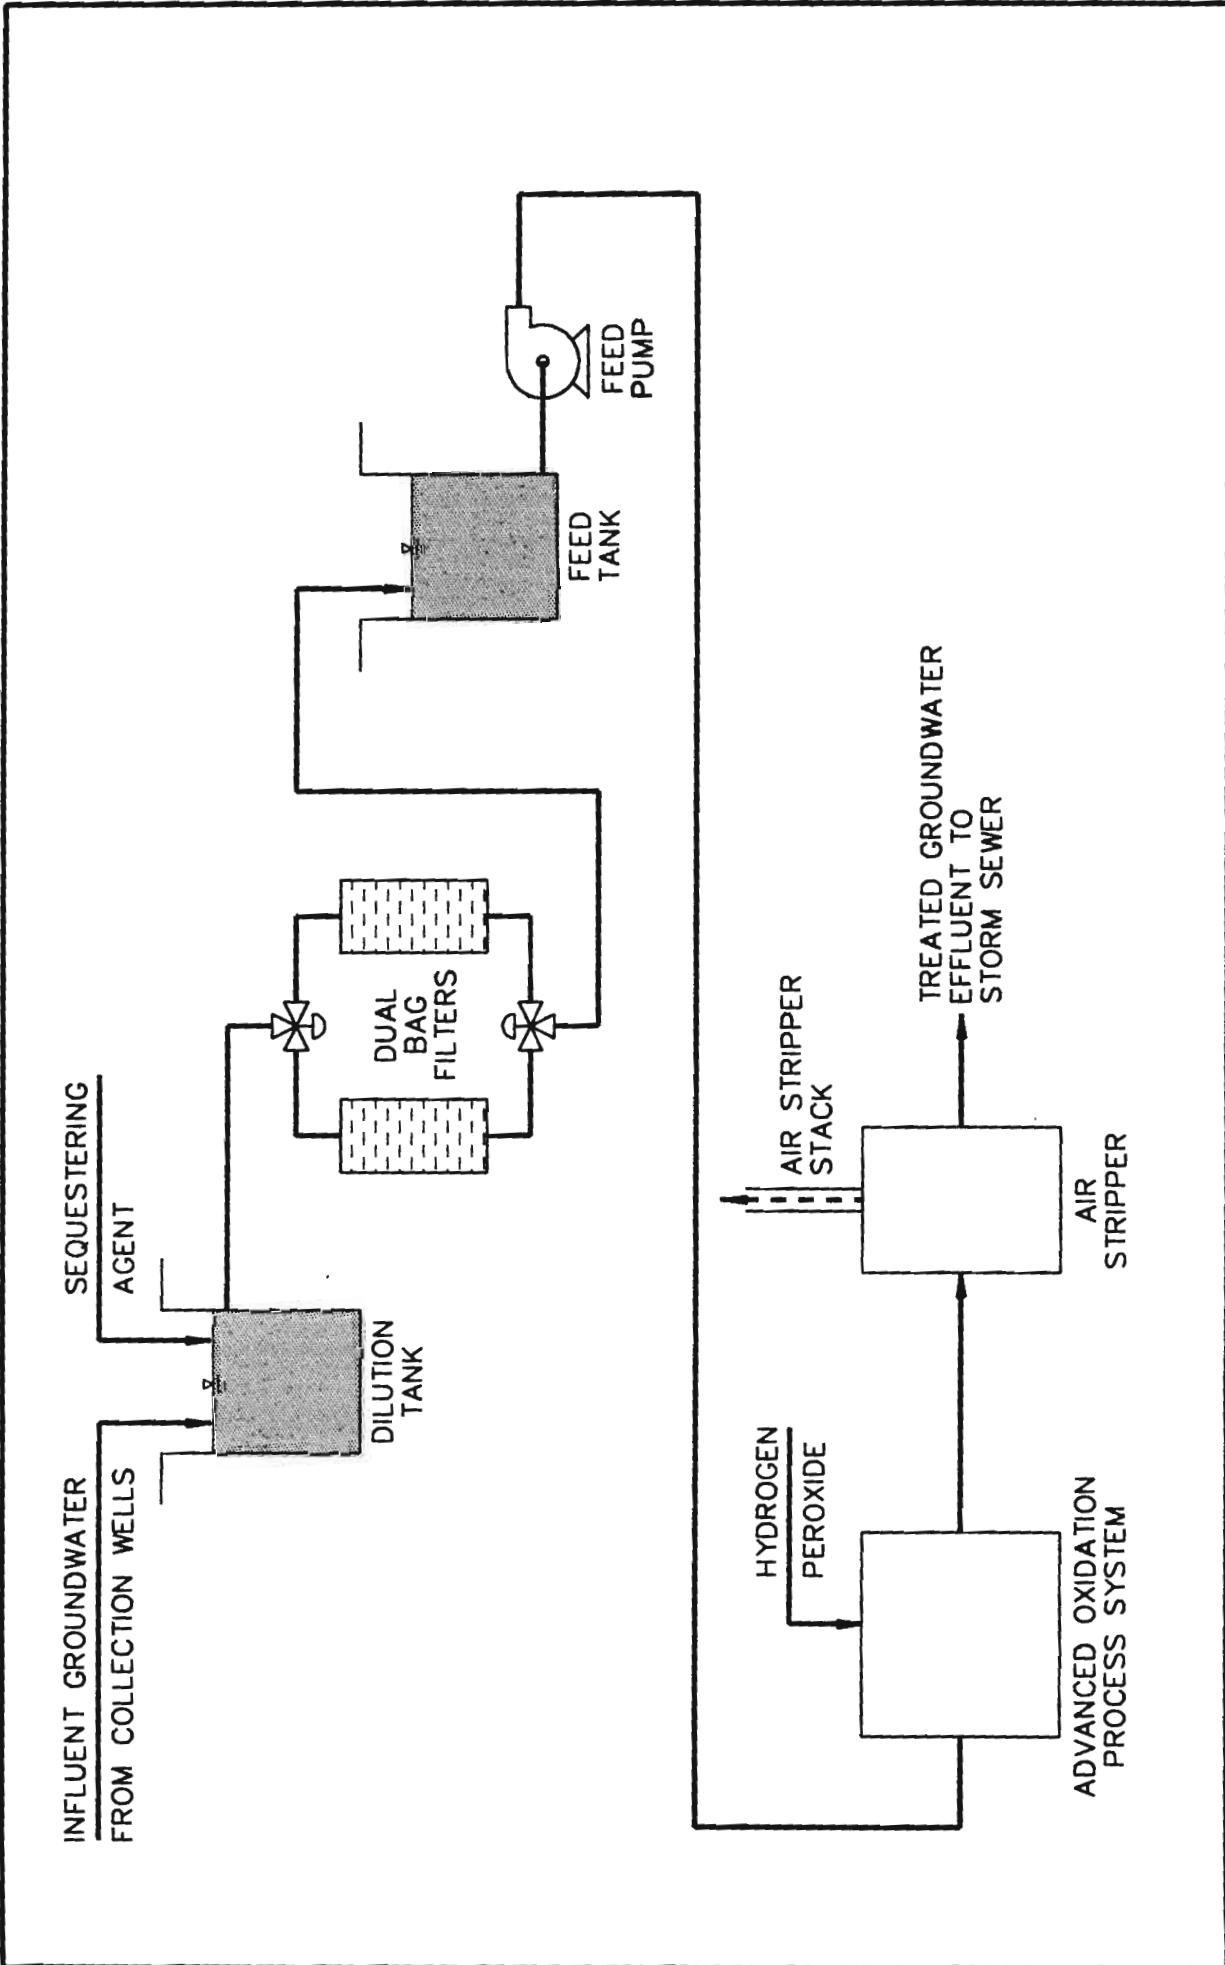 INFLUENT GROUNDWATER
FROM COLLECTION WELLS
SEQUESTERING
AGENT
DILUTION
TANK
DUAL
BAG
FILTERS
FEED
TANK
FEED
PUMP
HYDROGEN
PEROXIDE
ADVANCED OXIDATION
PROCESS SYSTEM
AIR STRIPPER
STACK
AIR
STRIPPER
TREATED GROUNDWATER
EFFLUENT TO
STORM SEWER